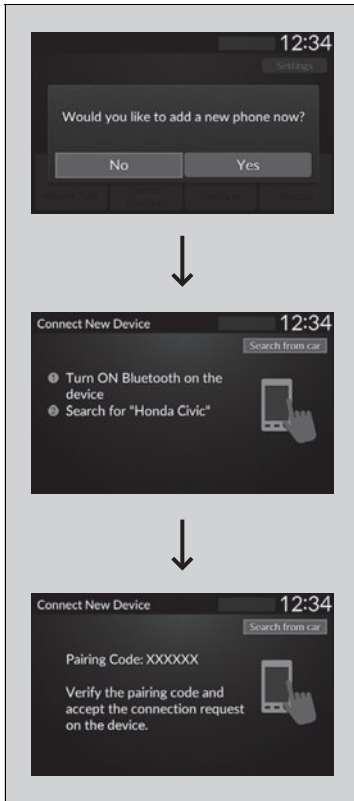 12:34
Settings
Would you like to add a new phone now?
No Yes
Connect New Device 12:34
Search from car
❶ Turn ON Bluetooth on the
device
❷ Search for "Honda Civic"
Connect New Device 12:34
Search from car
Pairing Code: XXXXXX
Verify the pairing code and
accept the connection request
on the device.